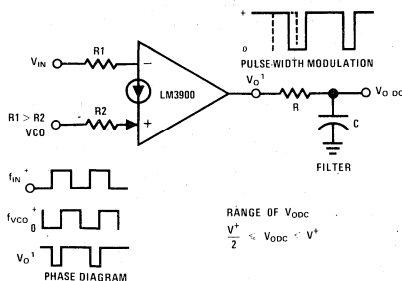 +
0
PULSE-WIDTH MODULATION
VIN
R1
−
LM3900
VO1
R
VO DC
R1 > R2
VCO
R2
+
C
FILTER
fIN
+
fVCO
+
0
VO1
PHASE DIAGRAM
RANGE OF VODC
V+/2 ≤ VODC < V+